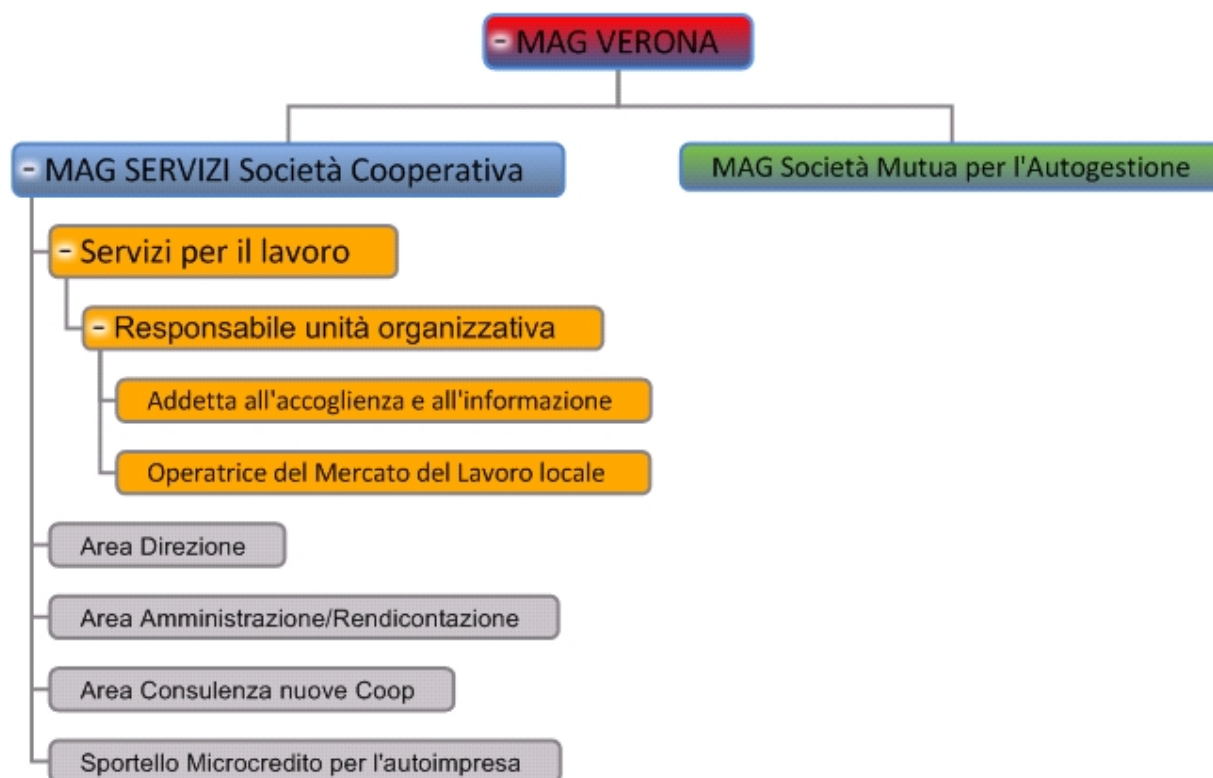 MAG VERONA
MAG SERVIZI Società Cooperativa
MAG Società Mutua per l'Autogestione
Servizi per il lavoro
Responsabile unità organizzativa
Addetta all'accoglienza e all'informazione
Operatrice del Mercato del Lavoro locale
Area Direzione
Area Amministrazione/Rendicontazione
Area Consulenza nuove Coop
Sportello Microcredito per l'autoimpresa